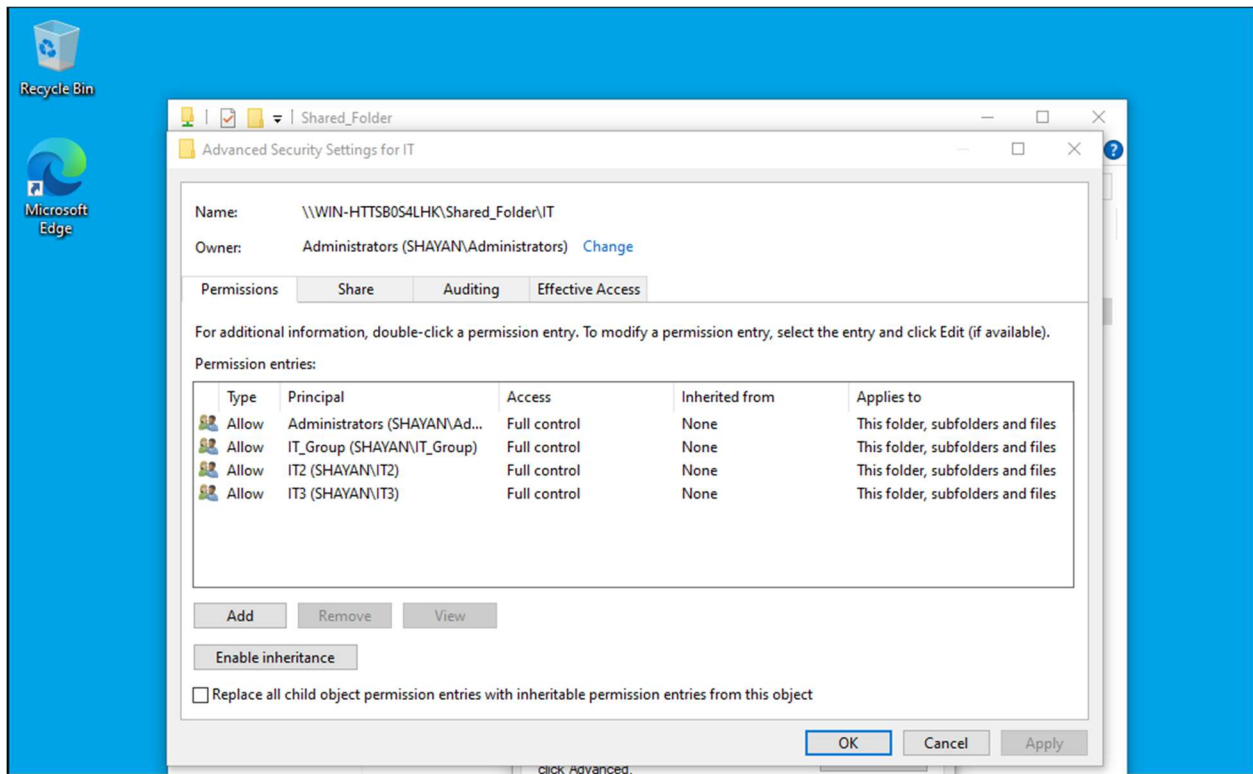 Recycle Bin
Microsoft
Edge
Shared_Folder
Advanced Security Settings for IT
Name: \\WIN-HTTSB0S4LHK\Shared_Folder\IT
Owner: Administrators (SHAYAN\Administrators) Change
Permissions Share Auditing Effective Access
For additional information, double-click a permission entry. To modify a permission entry, select the entry and click Edit (if available).
Permission entries:
Type Principal Access Inherited from Applies to
Allow Administrators (SHAYAN\Ad... Full control None This folder, subfolders and files
Allow IT_Group (SHAYAN\IT_Group) Full control None This folder, subfolders and files
Allow IT2 (SHAYAN\IT2) Full control None This folder, subfolders and files
Allow IT3 (SHAYAN\IT3) Full control None This folder, subfolders and files
Add Remove View
Enable inheritance
Replace all child object permission entries with inheritable permission entries from this object
OK Cancel Apply
click Advanced.